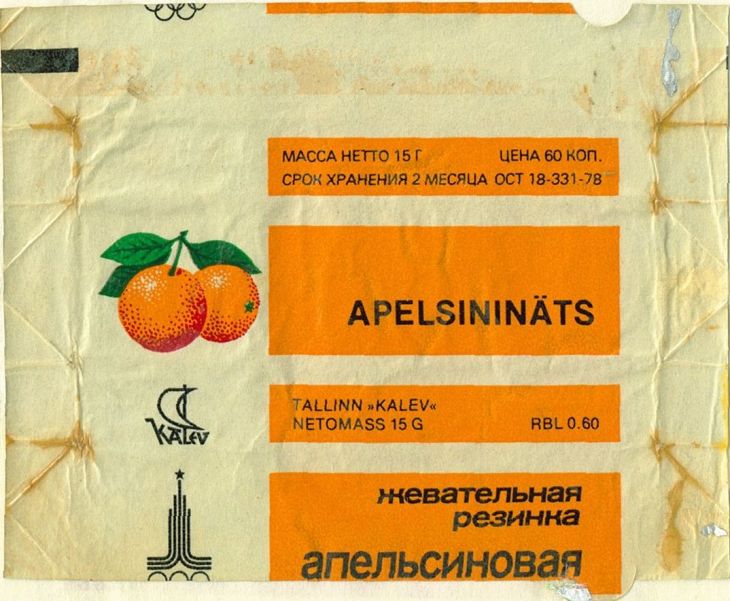 МАССА НЕТТО 15 Г ЦЕНА 60 КОП.
СРОК ХРАНЕНИЯ 2 МЕСЯЦА ОСТ 18-331-78
APELSININÄTS
KALEV
TALLINN »KALEV«
NETOMASS 15 G RBL 0.60
жевательная
резинка
апельсиновая